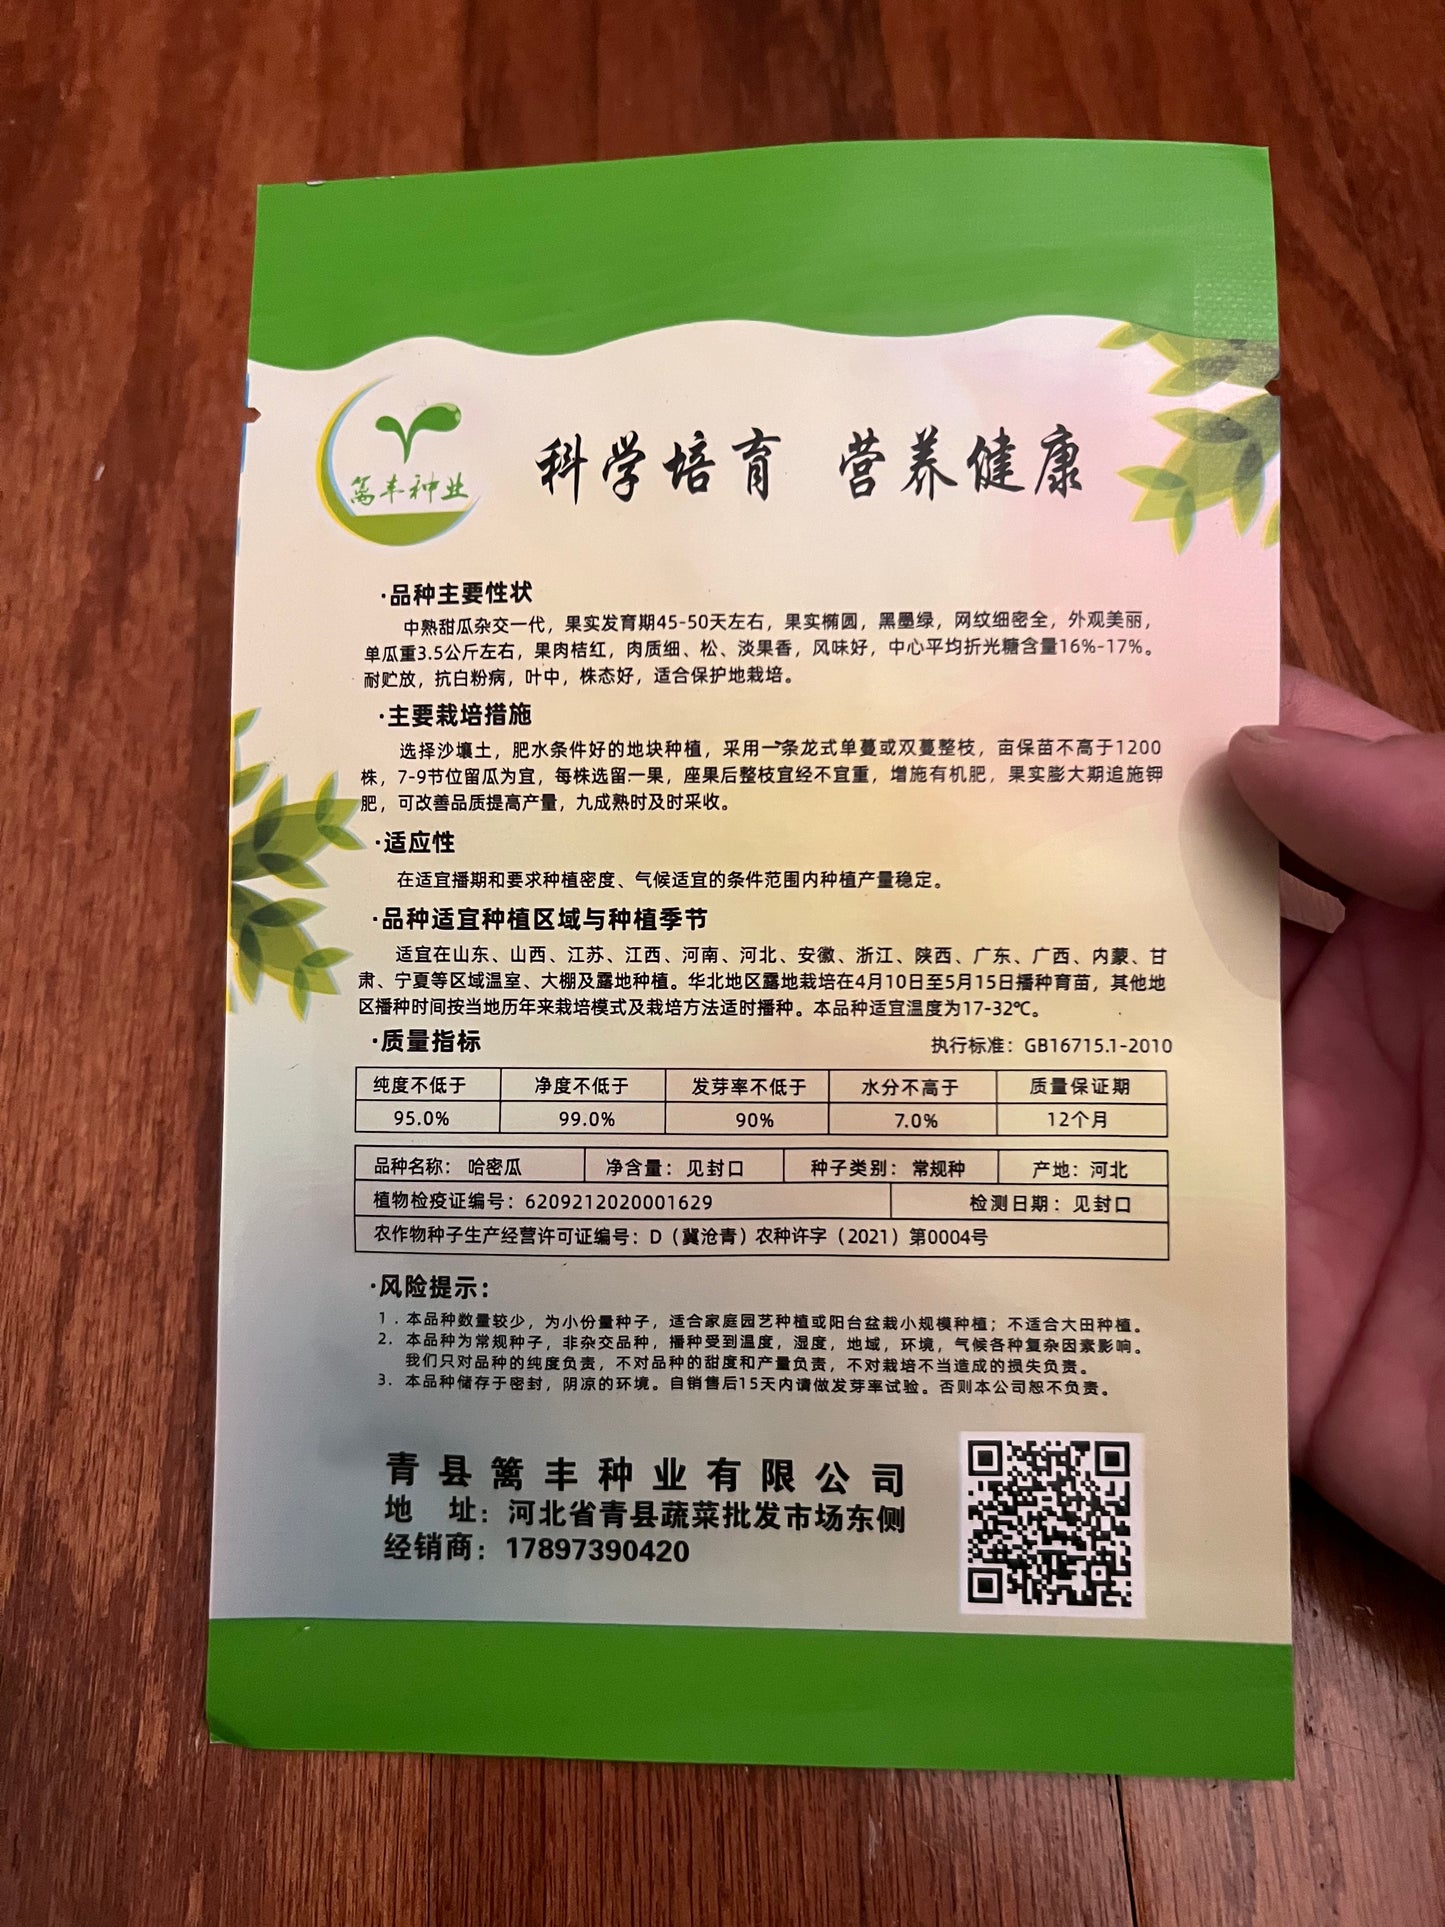 篱丰种业
科学培育 营养健康
·品种主要性状
中熟甜瓜杂交一代，果实发育期45-50天左右，果实椭圆，黑墨绿，网纹细密全，外观美丽，
单瓜重3.5公斤左右，果肉桔红，肉质细、松、淡果香，风味好，中心平均折光糖含量16%-17%。
耐贮放，抗白粉病，叶中，株态好，适合保护地栽培。
·主要栽培措施
选择沙壤土，肥水条件好的地块种植，采用一条龙式单蔓或双蔓整枝，亩保苗不高于1200
株，7-9节位留瓜为宜，每株选留一果，座果后整枝宜经不宜重，增施有机肥，果实膨大期追施钾
肥，可改善品质提高产量，九成熟时及时采收。
·适应性
在适宜播期和要求种植密度、气候适宜的条件范围内种植产量稳定。
·品种适宜种植区域与种植季节
适宜在山东、山西、江苏、江西、河南、河北、安徽、浙江、陕西、广东、广西、内蒙、甘
肃、宁夏等区域温室、大棚及露地种植。华北地区露地栽培在4月10日至5月15日播种育苗，其他地
区播种时间按当地历年来栽培模式及栽培方法适时播种。本品种适宜温度为17-32℃。
·质量指标 执行标准：GB16715.1-2010
纯度不低于 净度不低于 发芽率不低于 水分不高于 质量保证期
95.0% 99.0% 90% 7.0% 12个月
品种名称：哈密瓜 净含量：见封口 种子类别：常规种 产地：河北
植物检疫证编号：6209212020001629 检测日期：见封口
农作物种子生产经营许可证编号：D（冀沧青）农种许字（2021）第0004号
·风险提示：
1．本品种数量较少，为小份量种子，适合家庭园艺种植或阳台盆栽小规模种植；不适合大田种植。
2．本品种为常规种子，非杂交品种，播种受到温度，湿度，地域，环境，气候各种复杂因素影响。
我们只对品种的纯度负责，不对品种的甜度和产量负责，不对栽培不当造成的损失负责。
3．本品种储存于密封，阴凉的环境。自销售后15天内请做发芽率试验。否则本公司恕不负责。
青县篱丰种业有限公司
地 址：河北省青县蔬菜批发市场东侧
经销商：17897390420